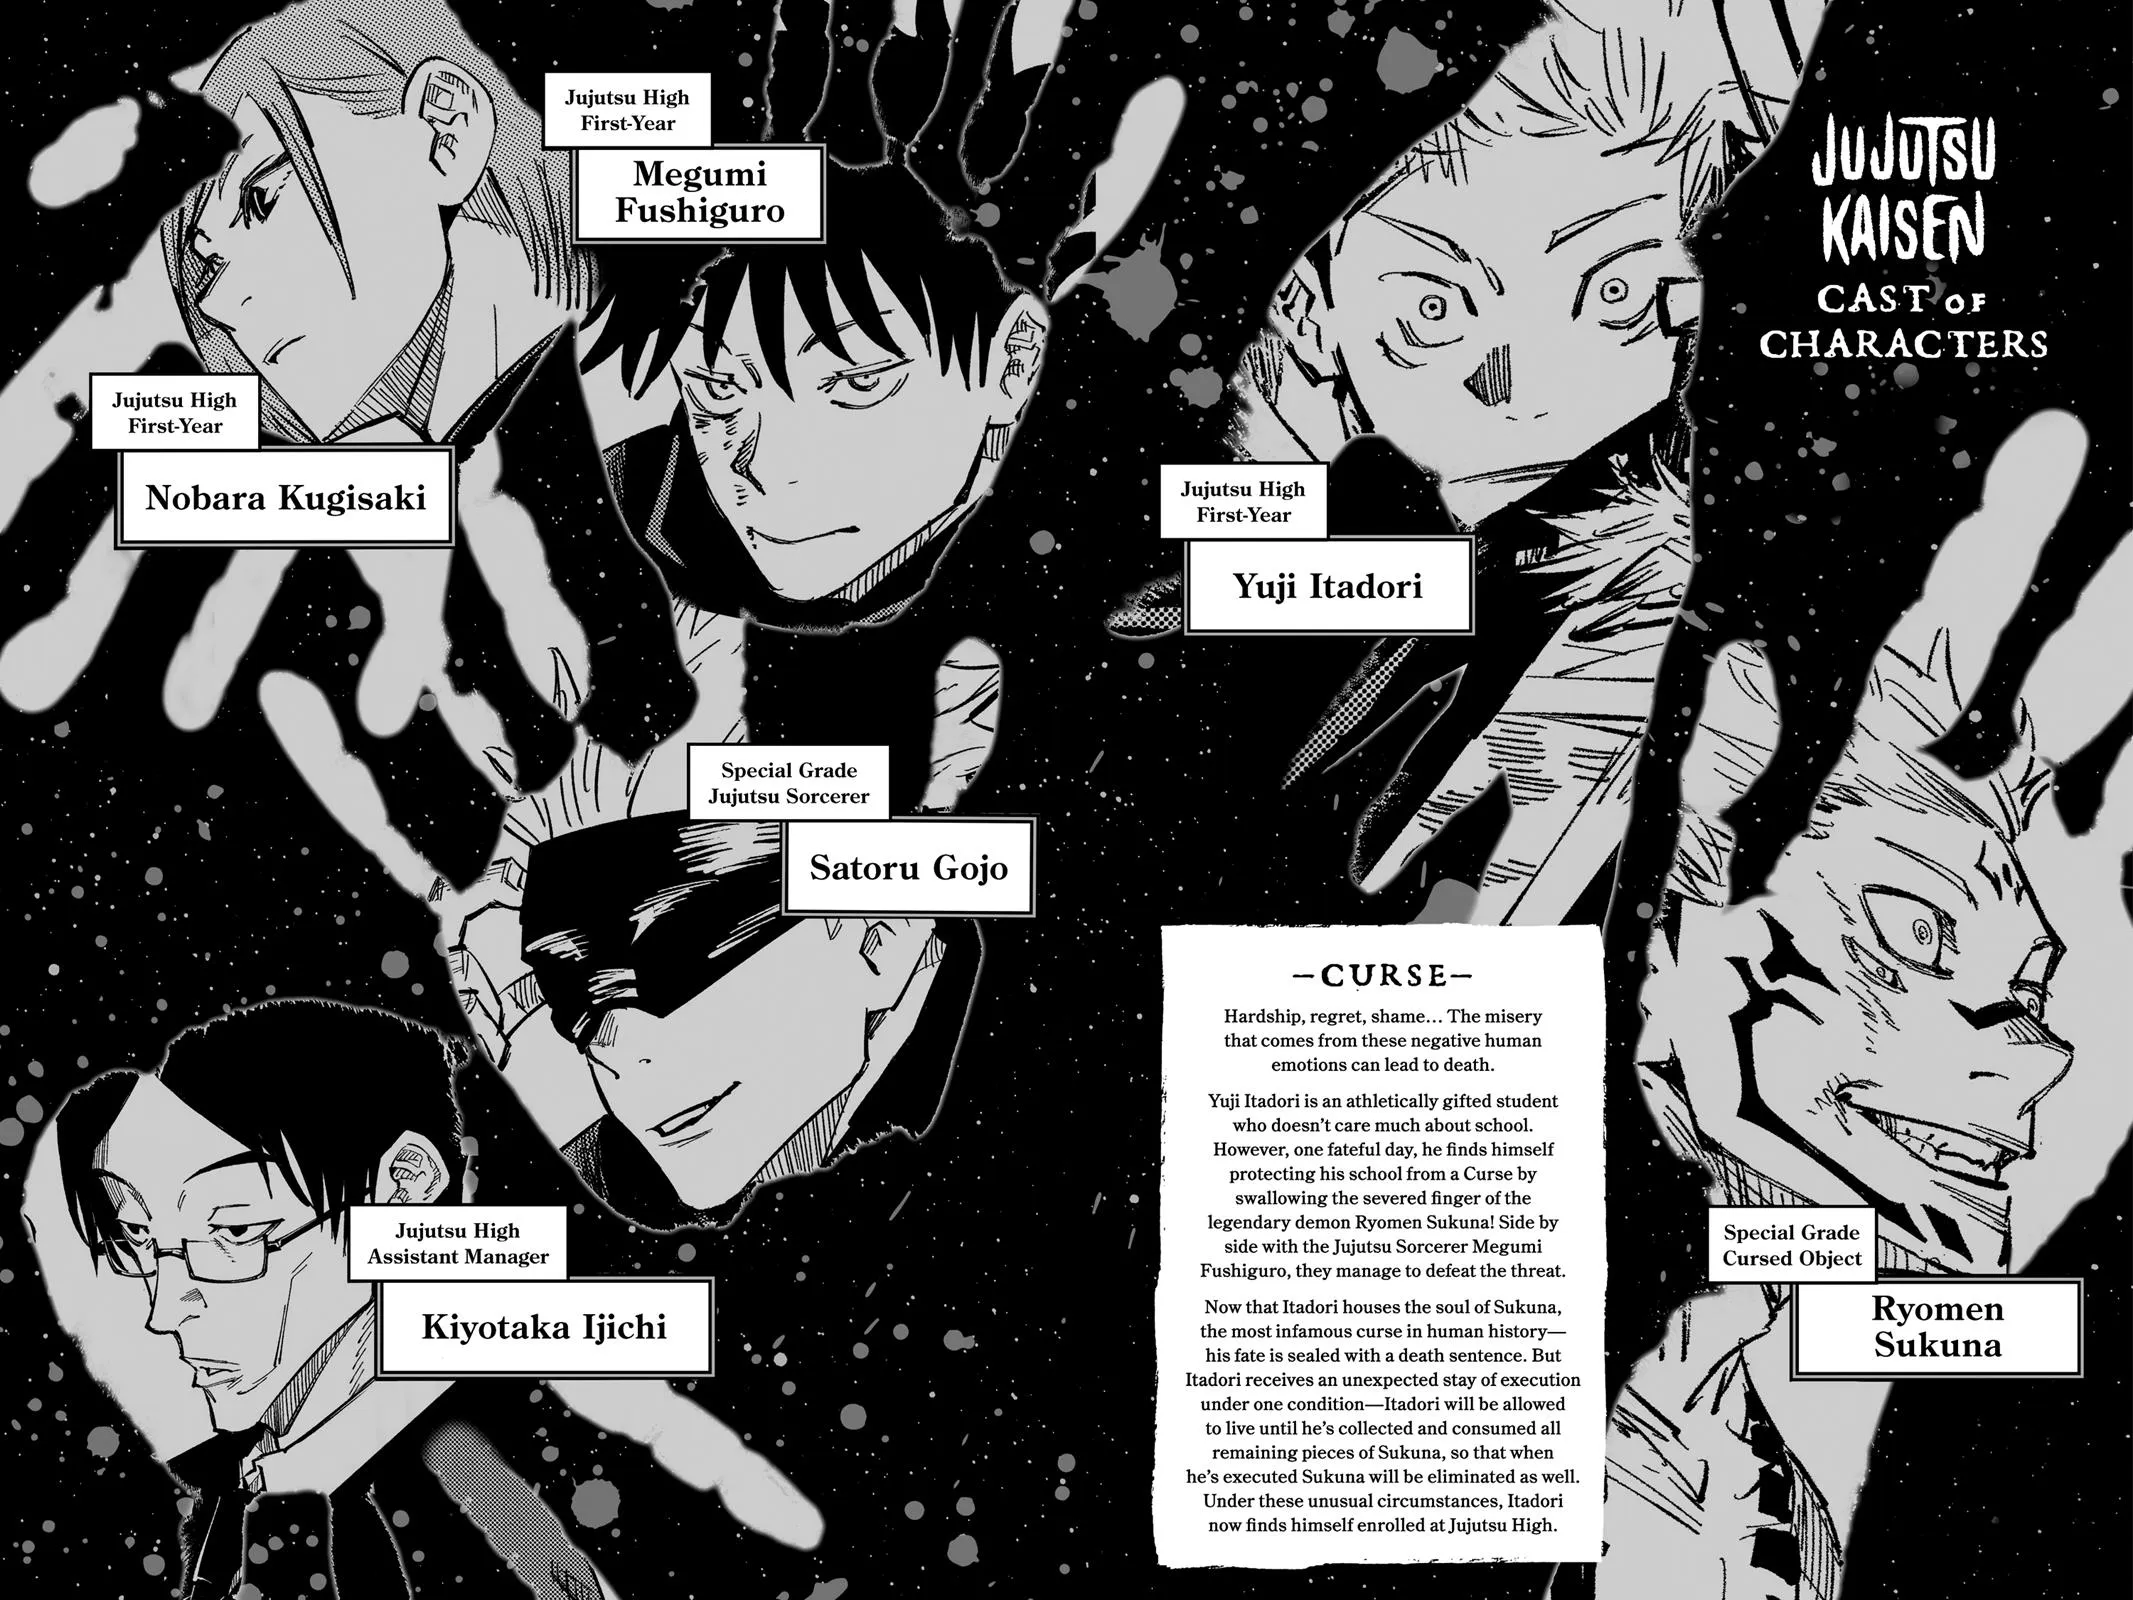 JUJUTSU
KAISEN
CAST OF
CHARACTERS
Jujutsu High
First-Year
Yuji Itadori
Special Grade
Cursed Object
Ryomen
Sukuna
—CURSE—
Hardship, regret, shame... The misery
that comes from these negative human
emotions can lead to death.
Yuji Itadori is an athletically gifted student
who doesn't care much about school.
However, one fateful day, he finds himself
protecting his school from a Curse by
swallowing the severed finger of the
legendary demon Ryomen Sukuna! Side by
side with the Jujutsu Sorcerer Megumi
Fushiguro, they manage to defeat the threat.
Now that Itadori houses the soul of Sukuna,
the most infamous curse in human history—
his fate is sealed with a death sentence. But
Itadori receives an unexpected stay of execution
under one condition—Itadori will be allowed
to live until he's collected and consumed all
remaining pieces of Sukuna, so that when
he's executed Sukuna will be eliminated as well.
Under these unusual circumstances, Itadori
now finds himself enrolled at Jujutsu High.
Jujutsu High
First-Year
Megumi
Fushiguro
Jujutsu High
First-Year
Nobara Kugisaki
Special Grade
Jujutsu Sorcerer
Satoru Gojo
Jujutsu High
Assistant Manager
Kiyotaka Ijichi